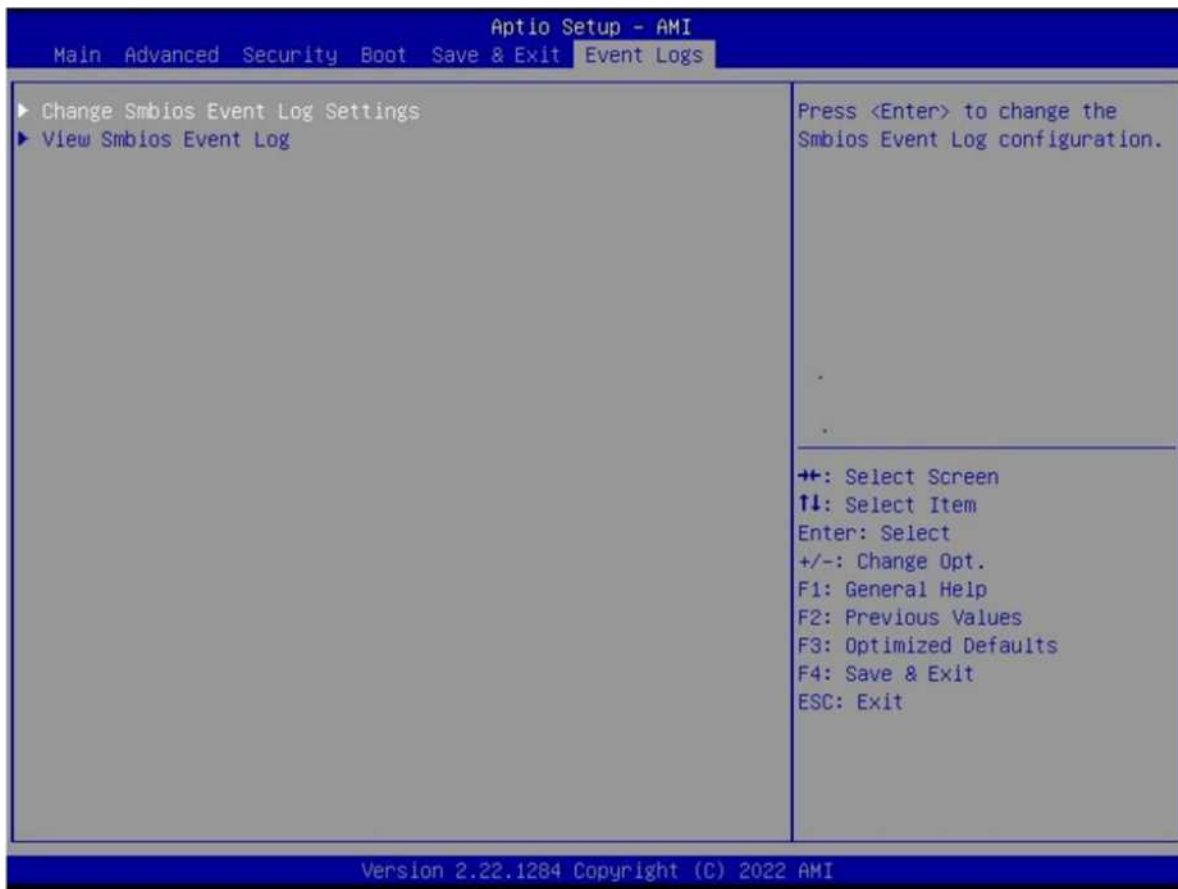 Aptio Setup - AMI
Main Advanced Security Boot Save & Exit Event Logs
▶ Change Smbios Event Log Settings
▶ View Smbios Event Log
Press <Enter> to change the
Smbios Event Log configuration.
→←: Select Screen
↑↓: Select Item
Enter: Select
+/-: Change Opt.
F1: General Help
F2: Previous Values
F3: Optimized Defaults
F4: Save & Exit
ESC: Exit
Version 2.22.1284 Copyright (C) 2022 AMI